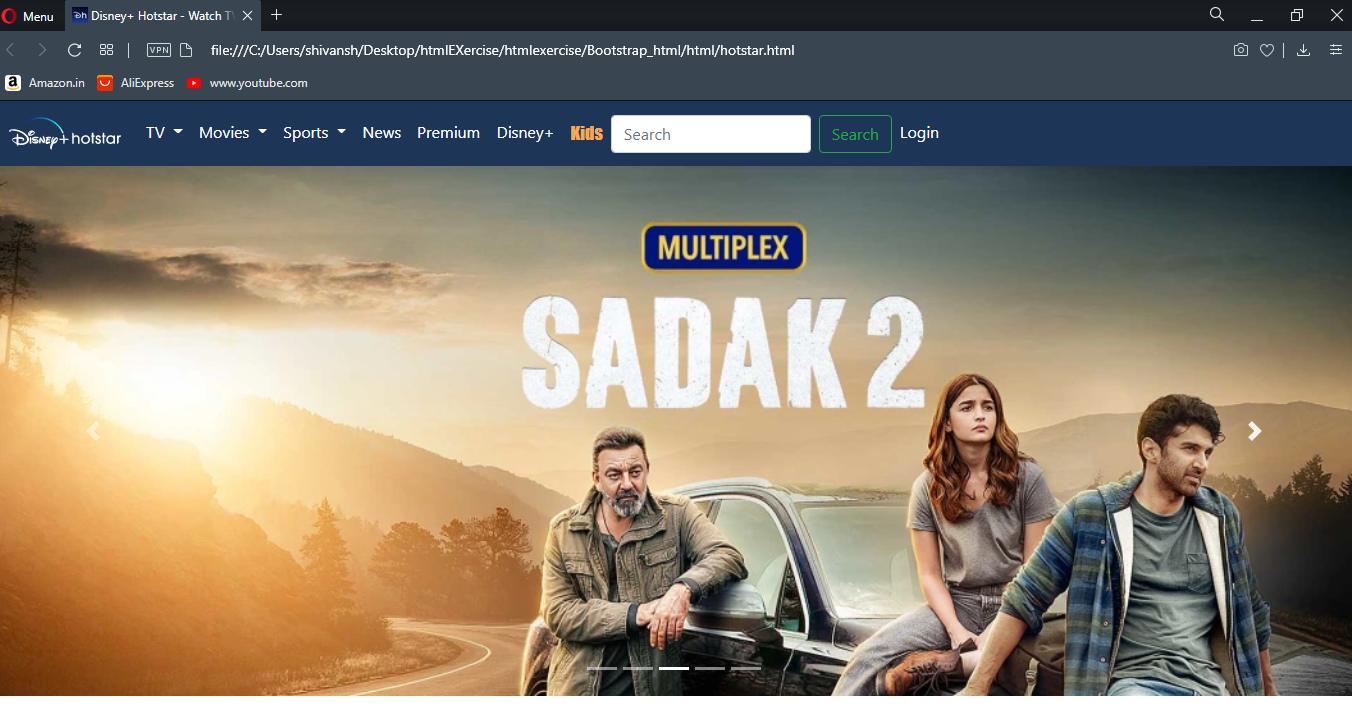 Menu
Disney+ Hotstar - Watch TV
VPN
file:///C:/Users/shivansh/Desktop/htmlEXercise/htmlexercise/Bootstrap_html/html/hotstar.html
a Amazon.in AliExpress www.youtube.com
Disney+ hotstar TV Movies Sports News Premium Disney+ Kids Search Search Login
MULTIPLEX
SADAK 2